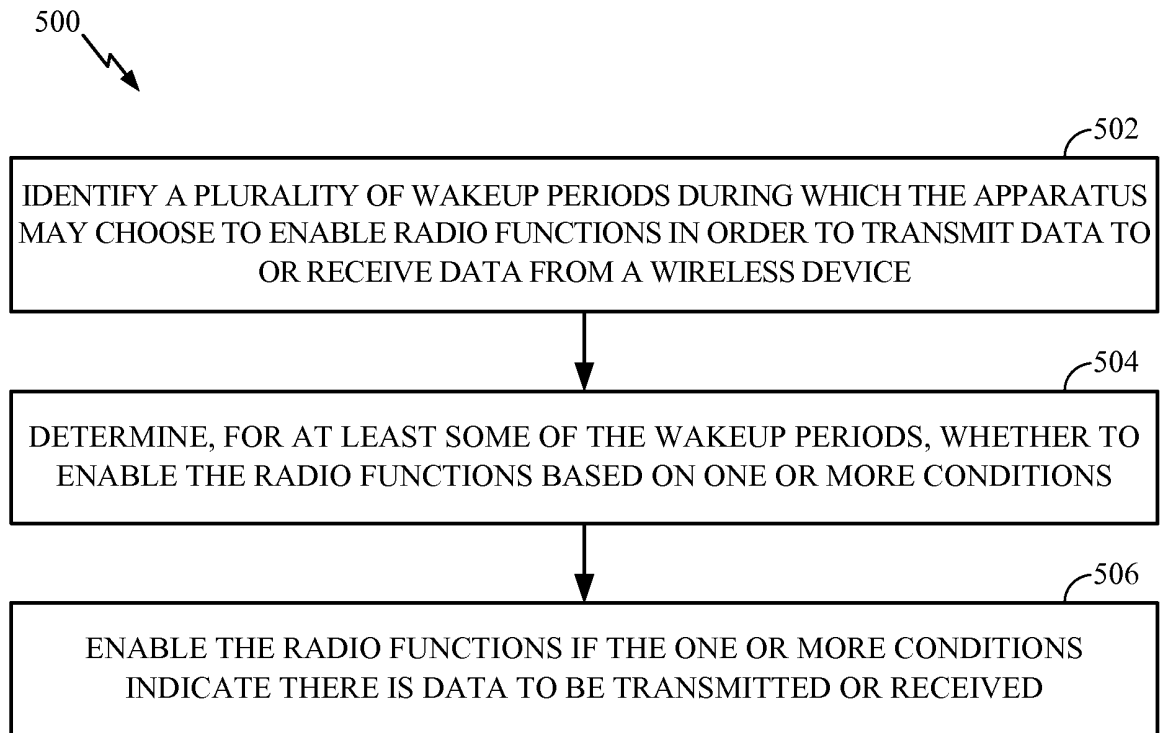 500
502
IDENTIFY A PLURALITY OF WAKEUP PERIODS DURING WHICH THE APPARATUS
MAY CHOOSE TO ENABLE RADIO FUNCTIONS IN ORDER TO TRANSMIT DATA TO
OR RECEIVE DATA FROM A WIRELESS DEVICE
504
DETERMINE, FOR AT LEAST SOME OF THE WAKEUP PERIODS, WHETHER TO
ENABLE THE RADIO FUNCTIONS BASED ON ONE OR MORE CONDITIONS
506
ENABLE THE RADIO FUNCTIONS IF THE ONE OR MORE CONDITIONS
INDICATE THERE IS DATA TO BE TRANSMITTED OR RECEIVED